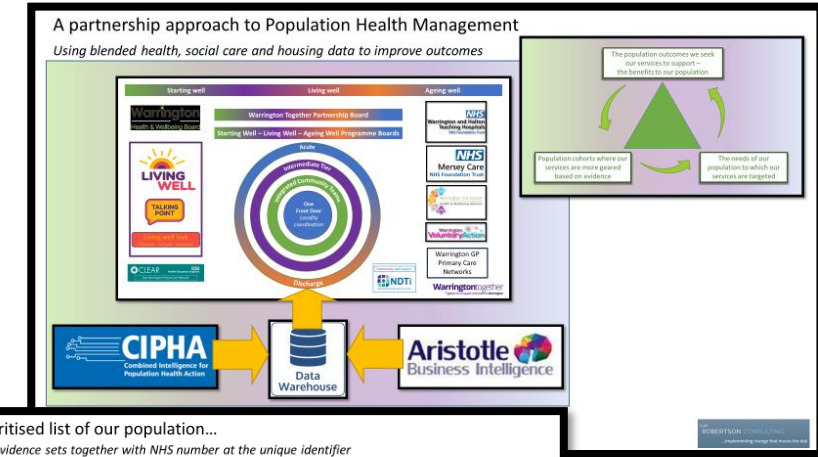 A partnership approach to Population Health Management
Using blended health, social care and housing data to improve outcomes
Starting well
Living well
Ageing well
Warrington
Health & Wellbeing Board
LIVING
WELL
TALKING
POINT
Living well hub
CLEAR
Warrington Together Partnership Board
Starting Well – Living Well – Ageing Well Programme Boards
Acute
Intermediate Tier
Integrated Community Teams
One
Front Door
Locality
coordination
Discharge
NHS
Warrington and Halton
Teaching Hospitals
NHS Foundation Trust
NHS
Mersey Care
NHS Foundation Trust
Warrington
VoluntaryAction
Warrington GP
Primary Care
Networks
NDTi
Warringtontogether
CIPHA
Combined Intelligence for
Population Health Action
Data
Warehouse
Aristotle
Business Intelligence
The population outcomes we seek
our services to support –
the benefits to our population
Population cohorts where our
services are more geared
based on evidence
The needs of our
population to which our
services are targeted
ROBERTSON CONSULTING
...implementing change that moves the dial
ritised list of our population...
vidence sets together with NHS number at the unique identifier